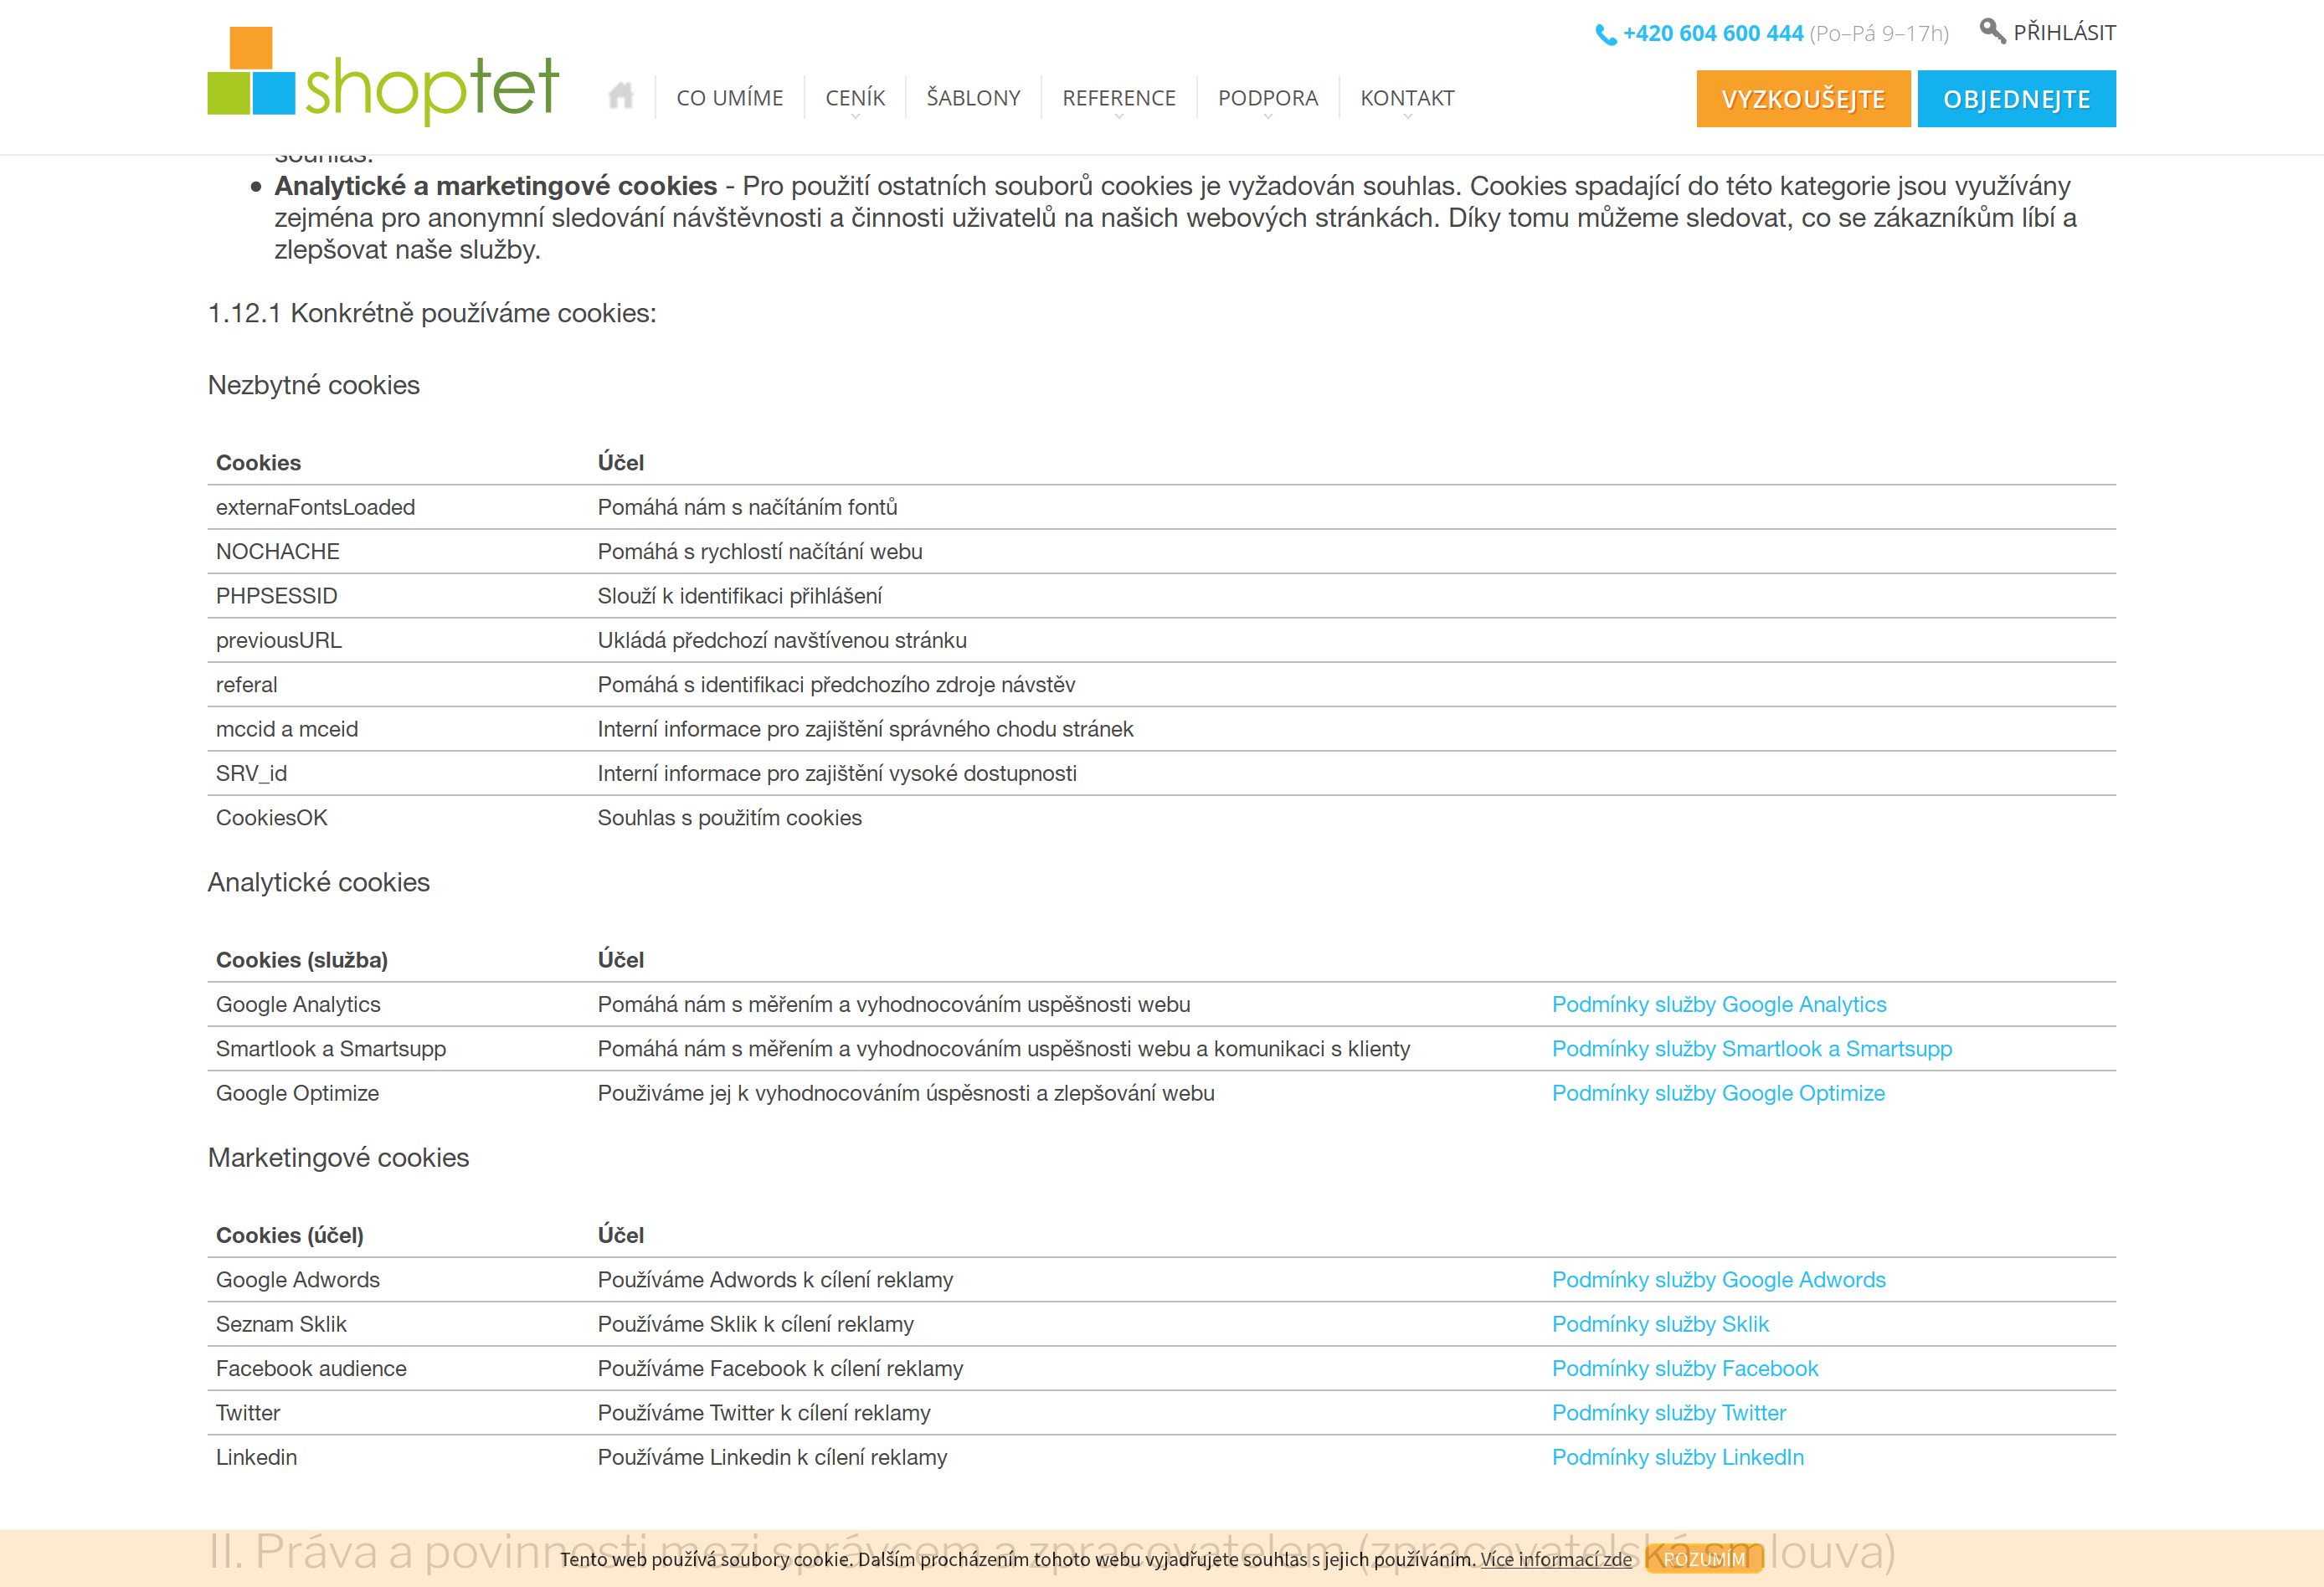 +420 604 600 444 (Po–Pá 9–17h) PŘIHLÁSIT
shoptet
CO UMÍME CENÍK ŠABLONY REFERENCE PODPORA KONTAKT VYZKOUŠEJTE OBJEDNEJTE
souhlas.
Analytické a marketingové cookies - Pro použití ostatních souborů cookies je vyžadován souhlas. Cookies spadající do této kategorie jsou využívány
zejména pro anonymní sledování návštěvnosti a činnosti uživatelů na našich webových stránkách. Díky tomu můžeme sledovat, co se zákazníkům líbí a
zlepšovat naše služby.
1.12.1 Konkrétně používáme cookies:
Nezbytné cookies
Cookies Účel
externaFontsLoaded Pomáhá nám s načítáním fontů
NOCHACHE Pomáhá s rychlostí načítání webu
PHPSESSID Slouží k identifikaci přihlášení
previousURL Ukládá předchozí navštívenou stránku
referal Pomáhá s identifikaci předchozího zdroje návstěv
mccid a mceid Interní informace pro zajištění správného chodu stránek
SRV_id Interní informace pro zajištění vysoké dostupnosti
CookiesOK Souhlas s použitím cookies
Analytické cookies
Cookies (služba) Účel
Google Analytics Pomáhá nám s měřením a vyhodnocováním uspěšnosti webu Podmínky služby Google Analytics
Smartlook a Smartsupp Pomáhá nám s měřením a vyhodnocováním uspěšnosti webu a komunikaci s klienty Podmínky služby Smartlook a Smartsupp
Google Optimize Použiváme jej k vyhodnocováním úspěsnosti a zlepšování webu Podmínky služby Google Optimize
Marketingové cookies
Cookies (účel) Účel
Google Adwords Používáme Adwords k cílení reklamy Podmínky služby Google Adwords
Seznam Sklik Používáme Sklik k cílení reklamy Podmínky služby Sklik
Facebook audience Používáme Facebook k cílení reklamy Podmínky služby Facebook
Twitter Používáme Twitter k cílení reklamy Podmínky služby Twitter
Linkedin Používáme Linkedin k cílení reklamy Podmínky služby LinkedIn
II. Práva a povinnosti mezi správcem a zpracovatelem (zpracovatelská smlouva)
Tento web používá soubory cookie. Dalším procházením tohoto webu vyjadřujete souhlas s jejich používáním. Více informací zde ROZUMÍM